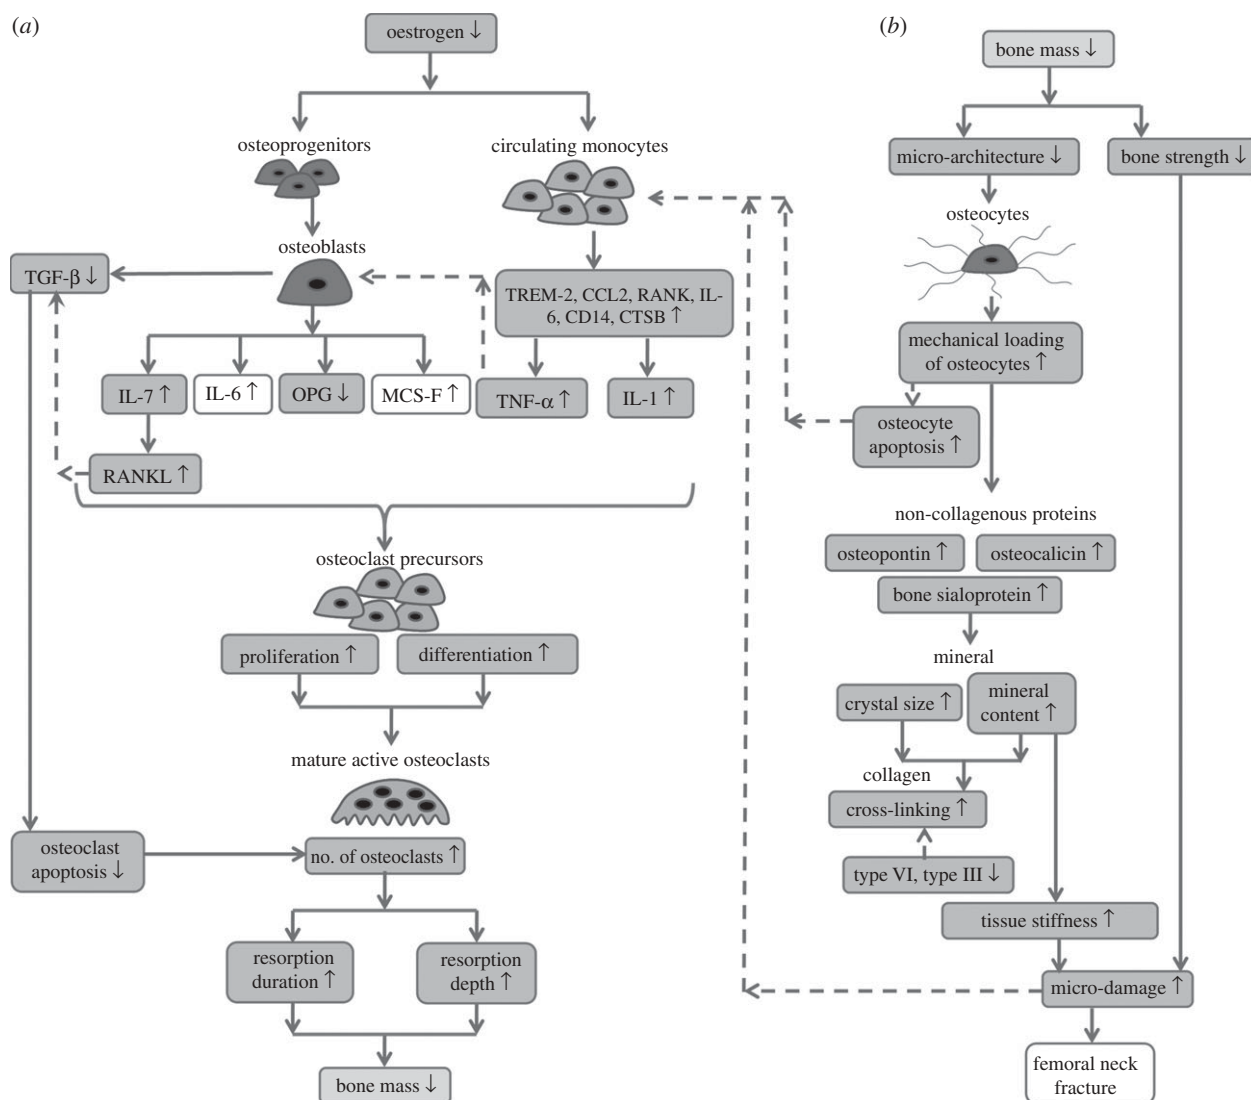 (a)
oestrogen ↓
osteoprogenitors
circulating monocytes
osteoblasts
TGF-β ↓
TREM-2, CCL2, RANK, IL-
6, CD14, CTSB ↑
IL-7 ↑
IL-6 ↑
OPG ↓
MCS-F ↑
TNF-α ↑
IL-1 ↑
RANKL ↑
osteoclast precursors
proliferation ↑
differentiation ↑
mature active osteoclasts
osteoclast
apoptosis ↓
no. of osteoclasts ↑
resorption
duration ↑
resorption
depth ↑
bone mass ↓
(b)
bone mass ↓
micro-architecture ↓
bone strength ↓
osteocytes
mechanical loading
of osteocytes ↑
osteocyte
apoptosis ↑
non-collagenous proteins
osteopontin ↑
osteocalicin ↑
bone sialoprotein ↑
mineral
crystal size ↑
mineral
content ↑
collagen
cross-linking ↑
type VI, type III ↓
tissue stiffness ↑
micro-damage ↑
femoral neck
fracture